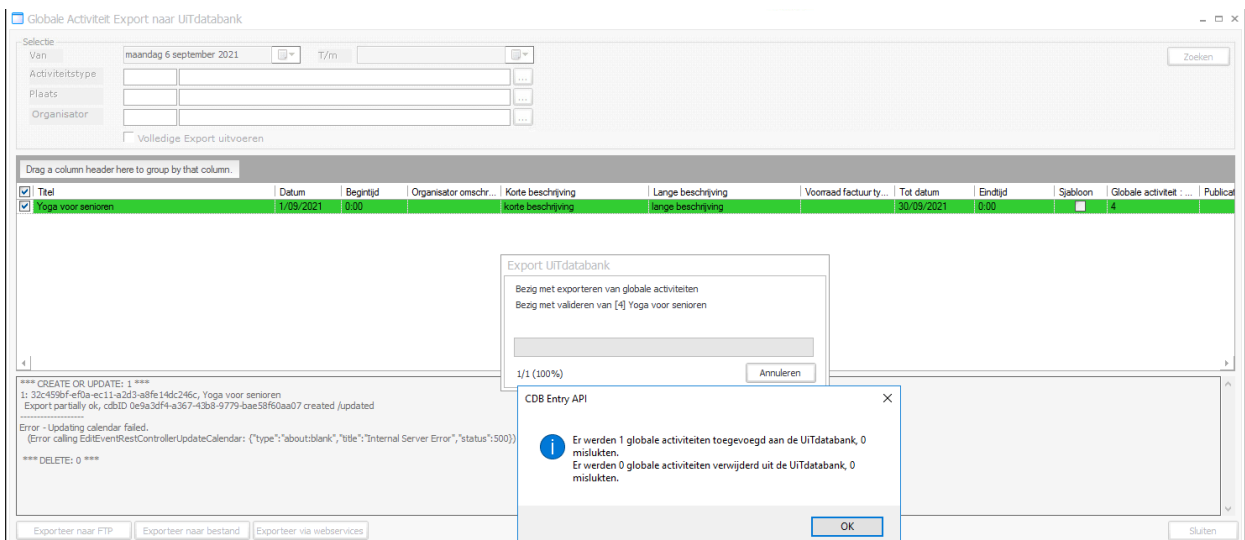 Globale Activiteit Export naar UiTdatabank
Selectie
Van maandag 6 september 2021 T/m Zoeken
Activiteitstype ...
Plaats ...
Organisator ...
Volledige Export uitvoeren
Drag a column header here to group by that column.
Titel Datum Begintijd Organisator omschr... Korte beschrijving Lange beschrijving Voorraad factuur ty... Tot datum Eindtijd Sjabloon Globale activiteit : ... Publicat
Yoga voor senioren 1/09/2021 0:00 korte beschrijving lange beschrijving 30/09/2021 0:00 4
Export UiTdatabank
Bezig met exporteren van globale activiteiten
Bezig met valideren van [4] Yoga voor senioren
1/1 (100%) Annuleren
*** CREATE OR UPDATE: 1 ***
1: 32c459bf-ef0a-ec11-a2d3-a8fe14dc246c, Yoga voor senioren
Export partially ok, cdbID 0e9a3df4-a367-43b8-9779-bae58f60aa07 created /updated
--------------------
Error - Updating calendar failed.
(Error calling EditEventRestControllerUpdateCalendar: {"type":"about:blank","title":"Internal Server Error","status":500})
*** DELETE: 0 ***
CDB Entry API
Er werden 1 globale activiteiten toegevoegd aan de UiTdatabank, 0
mislukten.
Er werden 0 globale activiteiten verwijderd uit de UiTdatabank, 0
mislukten.
OK
Exporteer naar FTP Exporteer naar bestand Exporteer via webservices Sluiten